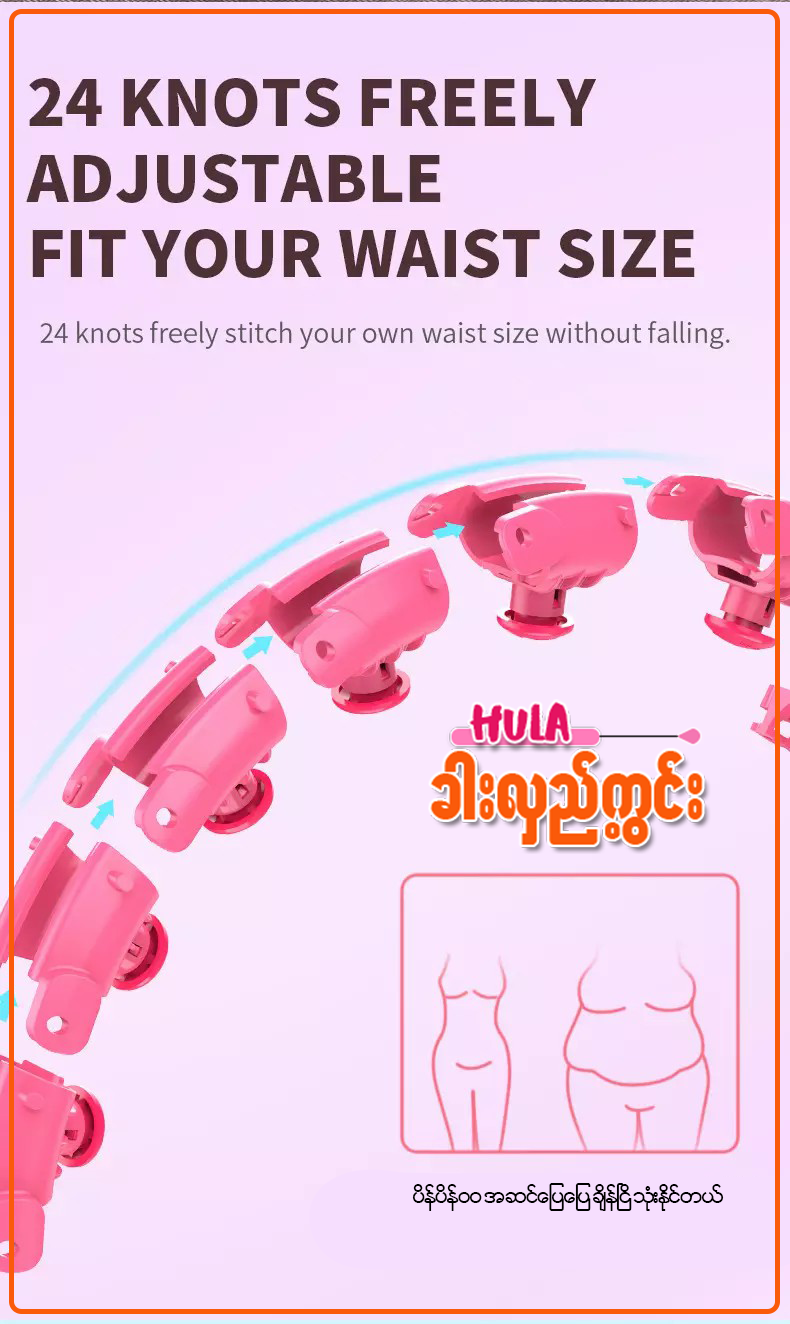 24 KNOTS FREELY
ADJUSTABLE
FIT YOUR WAIST SIZE
24 knots freely stitch your own waist size without falling.
HULA
ခါးလှည့်ကွင်း
ပိန်ပိန်ဝဝ အဆင်ပြေပြေ ချိန်ငြိ သုံးနိုင်တယ်